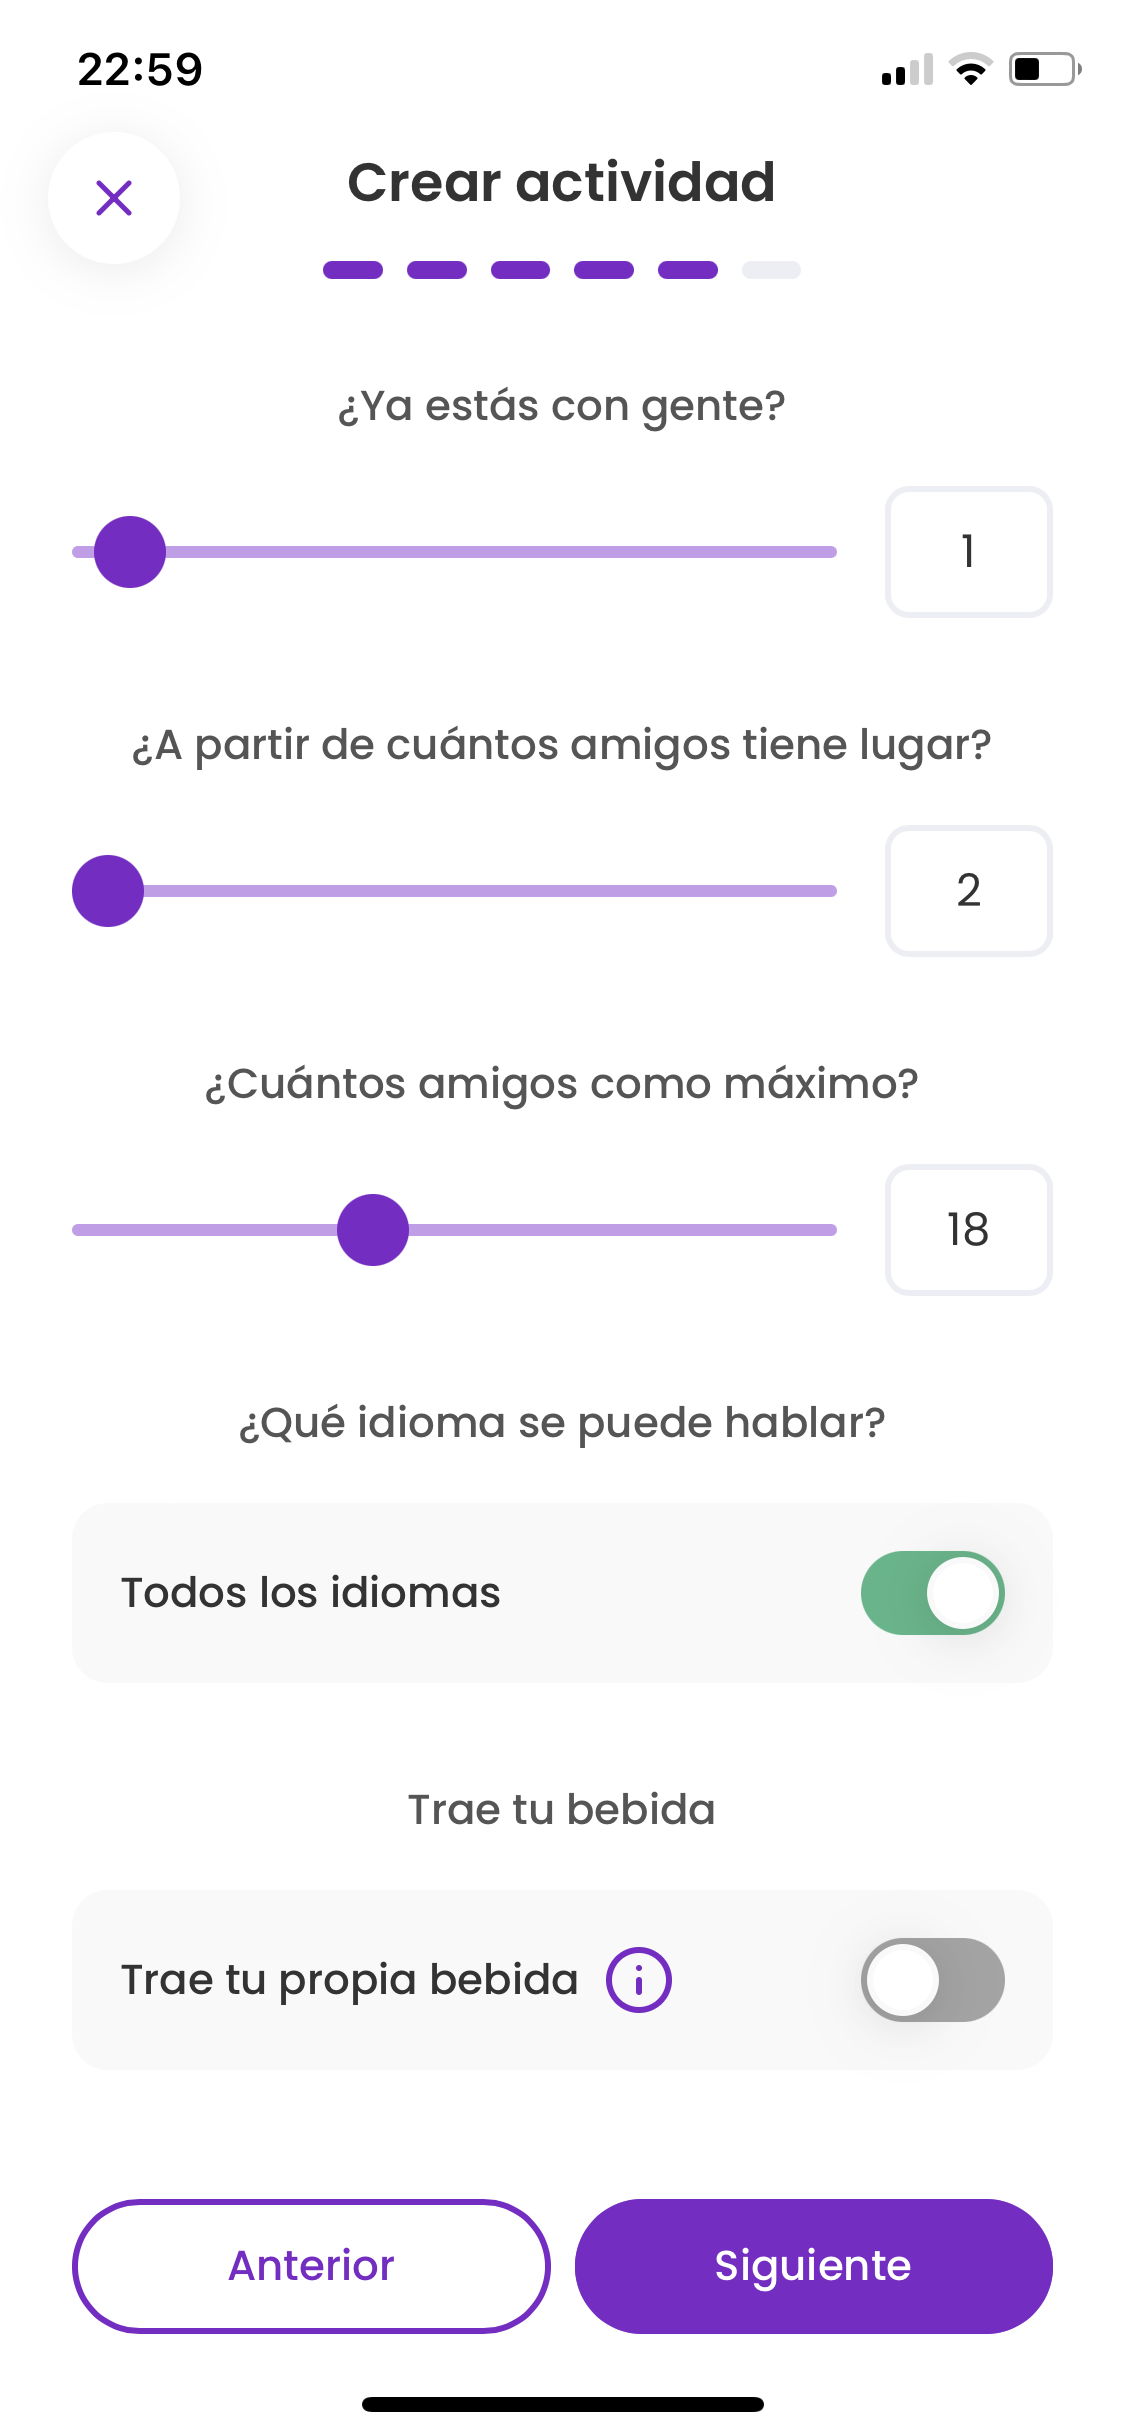 22:59
Crear actividad
¿Ya estás con gente?
1
¿A partir de cuántos amigos tiene lugar?
2
¿Cuántos amigos como máximo?
18
¿Qué idioma se puede hablar?
Todos los idiomas
Trae tu bebida
Trae tu propia bebida
Anterior
Siguiente